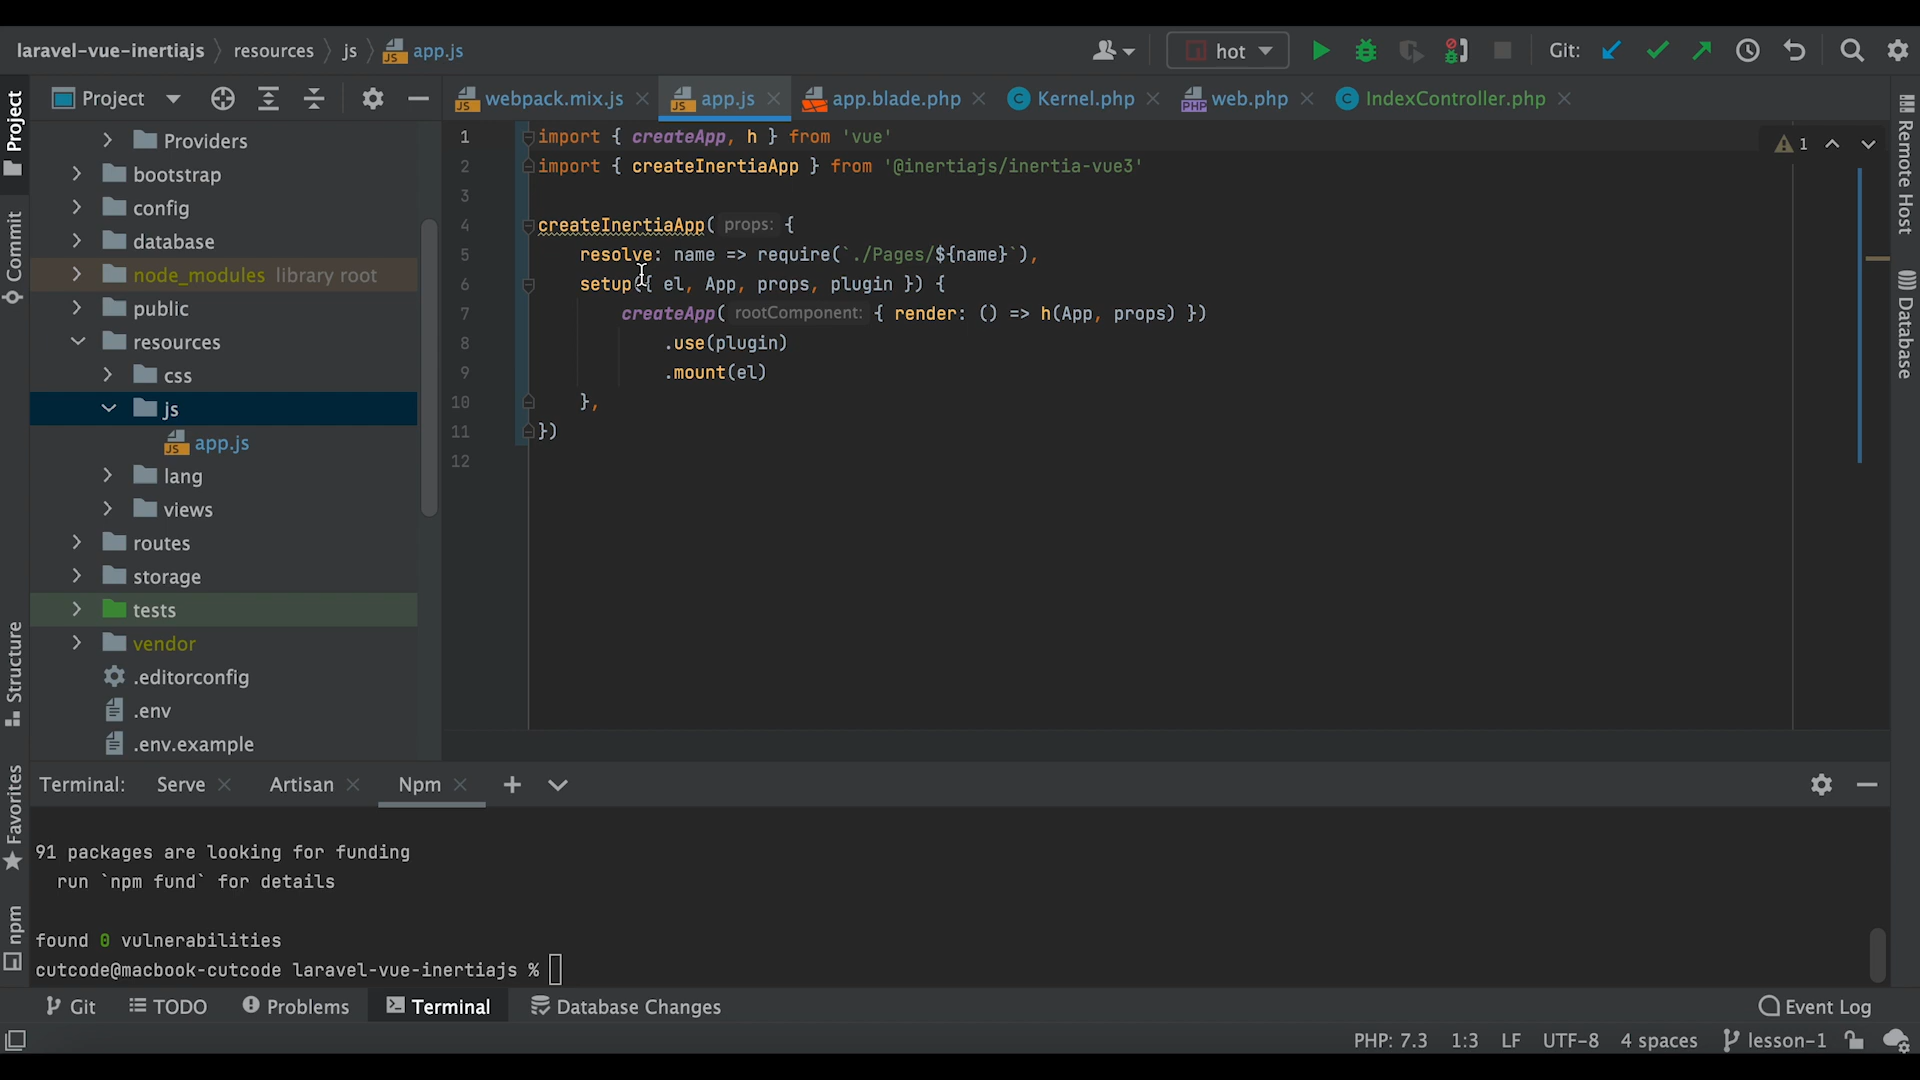 laravel-vue-inertiajs resources js app.js
hot
Git:
Project
webpack.mix.js
app.js
app.blade.php
Kernel.php
web.php
IndexController.php
Project
Commit
Structure
Favorites
npm
Providers
bootstrap
config
database
node_modules library root
public
resources
css
js
app.js
lang
views
routes
storage
tests
vendor
.editorconfig
.env
.env.example
1 import { createApp, h } from 'vue'
2 import { createInertiaApp } from '@inertiajs/inertia-vue3'
3
4 createInertiaApp( props: {
5 resolve: name => require(`./Pages/${name}`),
6 setup({ el, App, props, plugin }) {
7 createApp( rootComponent: { render: () => h(App, props) })
8 .use(plugin)
9 .mount(el)
10 },
11 })
12
1
Remote Host
Database
Terminal: Serve Artisan Npm
91 packages are looking for funding
run `npm fund` for details
found 0 vulnerabilities
cutcode@macbook-cutcode laravel-vue-inertiajs %
Git TODO Problems Terminal Database Changes Event Log
PHP: 7.3 1:3 LF UTF-8 4 spaces lesson-1